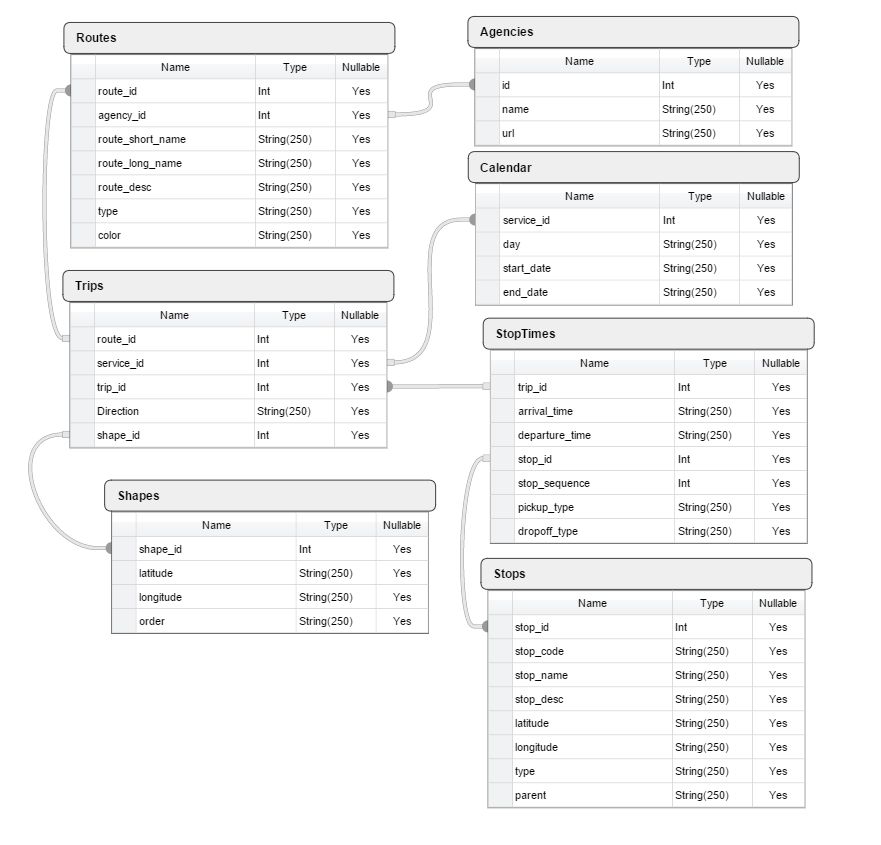 Routes
Name Type Nullable
route_id Int Yes
agency_id Int Yes
route_short_name String(250) Yes
route_long_name String(250) Yes
route_desc String(250) Yes
type String(250) Yes
color String(250) Yes
Agencies
Name Type Nullable
id Int Yes
name String(250) Yes
url String(250) Yes
Calendar
Name Type Nullable
service_id Int Yes
day String(250) Yes
start_date String(250) Yes
end_date String(250) Yes
Trips
Name Type Nullable
route_id Int Yes
service_id Int Yes
trip_id Int Yes
Direction String(250) Yes
shape_id Int Yes
StopTimes
Name Type Nullable
trip_id Int Yes
arrival_time String(250) Yes
departure_time String(250) Yes
stop_id Int Yes
stop_sequence Int Yes
pickup_type String(250) Yes
dropoff_type String(250) Yes
Shapes
Name Type Nullable
shape_id Int Yes
latitude String(250) Yes
longitude String(250) Yes
order String(250) Yes
Stops
Name Type Nullable
stop_id Int Yes
stop_code String(250) Yes
stop_name String(250) Yes
stop_desc String(250) Yes
latitude String(250) Yes
longitude String(250) Yes
type String(250) Yes
parent String(250) Yes